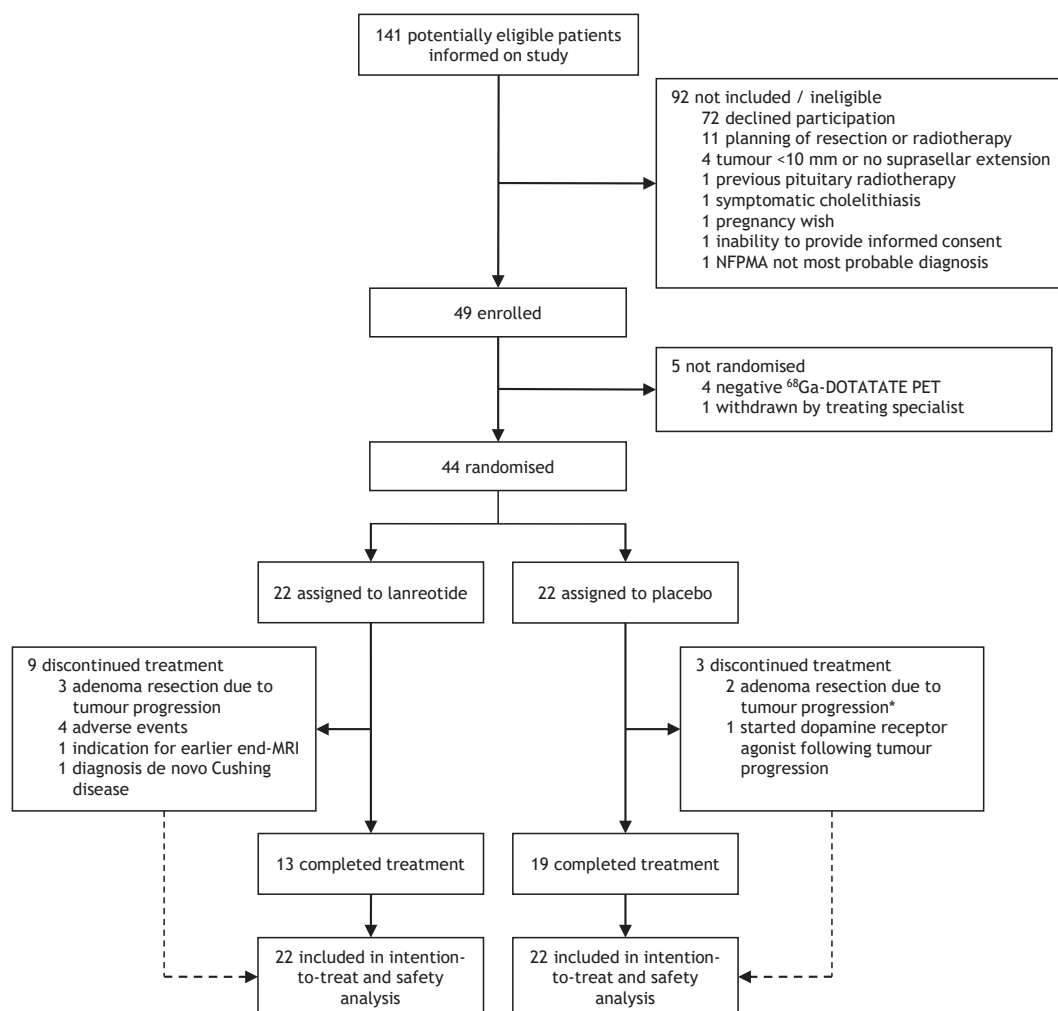 141 potentially eligible patients
informed on study
92 not included / ineligible
72 declined participation
11 planning of resection or radiotherapy
4 tumour <10 mm or no suprasellar extension
1 previous pituitary radiotherapy
1 symptomatic cholelithiasis
1 pregnancy wish
1 inability to provide informed consent
1 NFPMA not most probable diagnosis
49 enrolled
5 not randomised
4 negative ⁶⁸Ga-DOTATATE PET
1 withdrawn by treating specialist
44 randomised
22 assigned to lanreotide
22 assigned to placebo
9 discontinued treatment
3 adenoma resection due to
tumour progression
4 adverse events
1 indication for earlier end-MRI
1 diagnosis de novo Cushing
disease
3 discontinued treatment
2 adenoma resection due to
tumour progression*
1 started dopamine receptor
agonist following tumour
progression
13 completed treatment
19 completed treatment
22 included in intention-
to-treat and safety
analysis
22 included in intention-
to-treat and safety
analysis